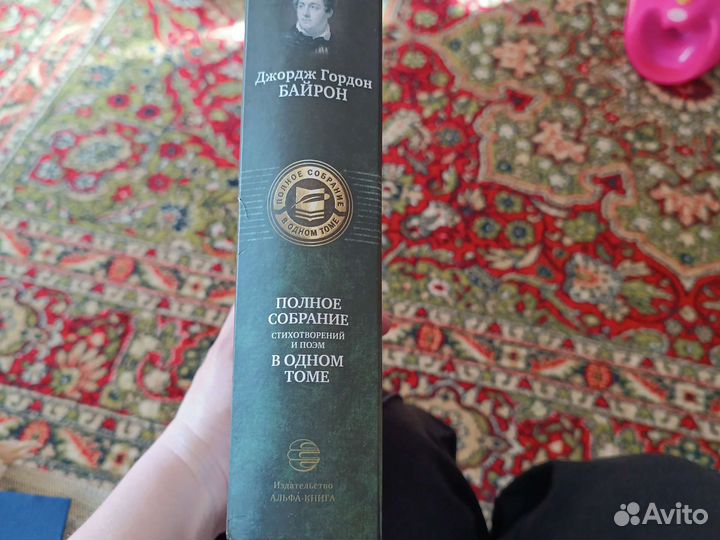 Джордж Гордон
БАЙРОН
ПОЛНОЕ СОБРАНИЕ
В ОДНОМ ТОМЕ
ПОЛНОЕ
СОБРАНИЕ
СТИХОТВОРЕНИЙ
И ПОЭМ
В ОДНОМ
ТОМЕ
Издательство
АЛЬФА-КНИГА
Avito